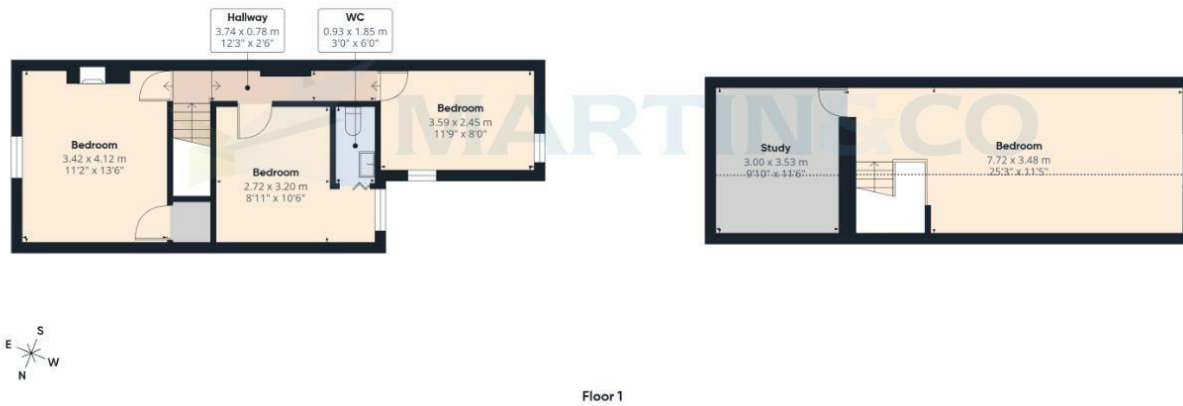 Hallway
3.74 x 0.78 m
12'3" x 2'6"
WC
0.93 x 1.85 m
3'0" x 6'0"
Bedroom
3.42 x 4.12 m
11'2" x 13'6"
Bedroom
2.72 x 3.20 m
8'11" x 10'6"
Bedroom
3.59 x 2.45 m
11'9" x 8'0"
MARTIN&CO
Study
3.00 x 3.53 m
9'10" x 11'6"
Bedroom
7.72 x 3.48 m
25'3" x 11'5"
S
E
W
N
Floor 1